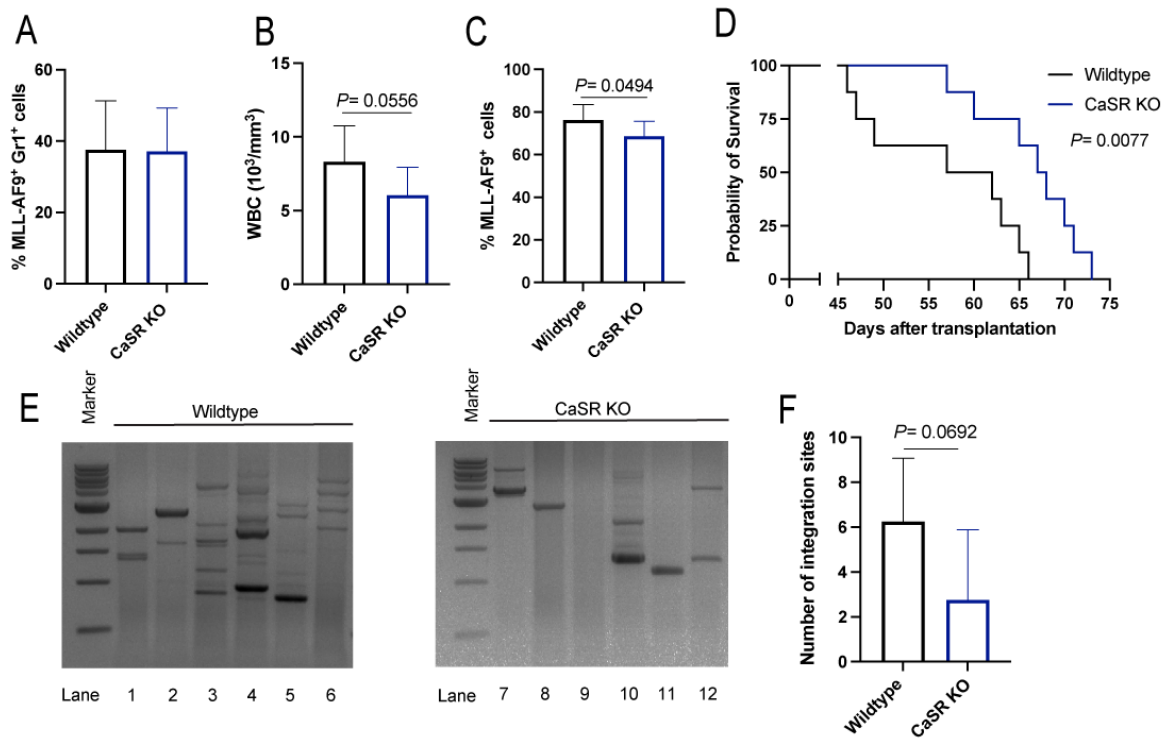 A
% MLL-AF9+ Gr1+ cells
60
40
20
0
Wildtype
CaSR KO
B
WBC (10³/mm³)
15
10
5
0
P= 0.0556
Wildtype
CaSR KO
C
% MLL-AF9+ cells
100
80
60
40
20
0
P= 0.0494
Wildtype
CaSR KO
D
Probability of Survival
100
75
50
25
0
0 45 50 55 60 65 70 75
Days after transplantation
Wildtype
CaSR KO
P= 0.0077
E
Marker
Wildtype
Lane 1 2 3 4 5 6
Marker
CaSR KO
Lane 7 8 9 10 11 12
F
Number of integration sites
10
8
6
4
2
0
P= 0.0692
Wildtype
CaSR KO